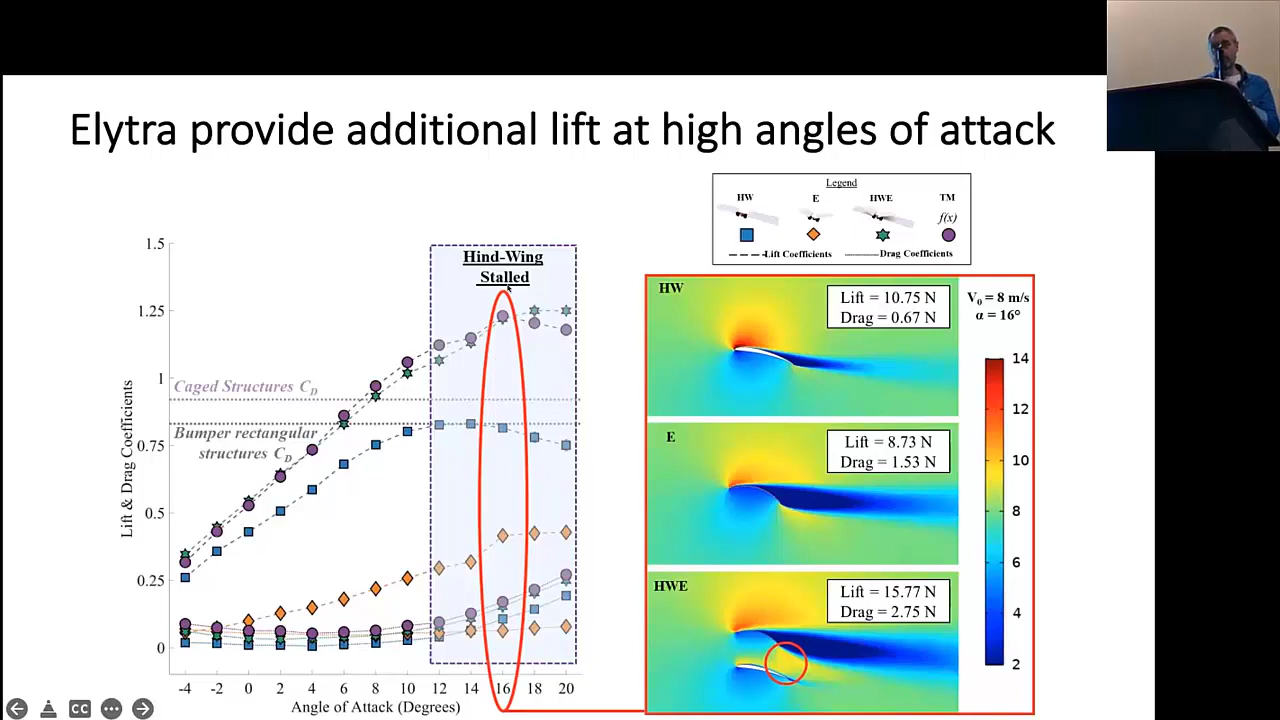 Elytra provide additional lift at high angles of attack
Legend
HW E HWE TM
f(x)
Lift Coefficients Drag Coefficients
1.5
1.25
1
0.75
0.5
0.25
0
Lift & Drag Coefficients
Hind-Wing
Stalled
Caged Structures C_D
Bumper rectangular
structures C_D
-4 -2 0 2 4 6 8 10 12 14 16 18 20
Angle of Attack (Degrees)
HW
Lift = 10.75 N
Drag = 0.67 N
E
Lift = 8.73 N
Drag = 1.53 N
HWE
Lift = 15.77 N
Drag = 2.75 N
V₀ = 8 m/s
α = 16°
14
12
10
8
6
4
2
CC